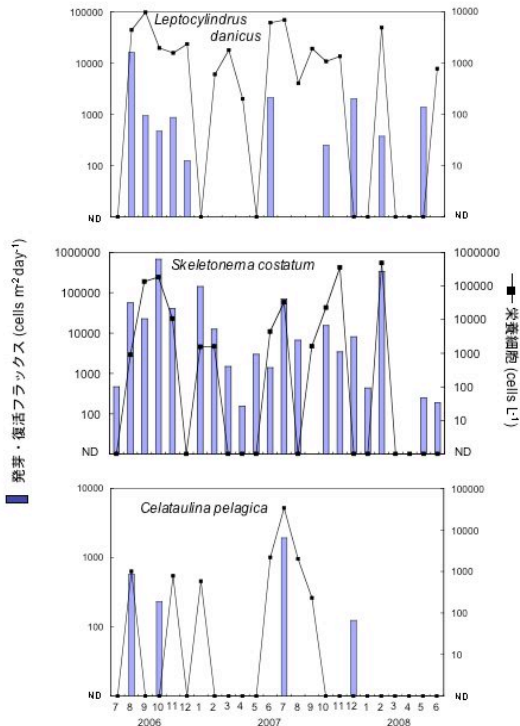 発芽・復活フラックス (cells m⁻²day⁻¹)
Leptocylindrus
danicus
100000
10000
1000
100
ND
10000
1000
100
10
ND
Skeletonema costatum
1000000
100000
10000
1000
100
ND
1000000
100000
10000
1000
100
10
ND
Celataulina pelagica
10000
1000
100
ND
100000
10000
1000
100
10
ND
7 8 9 10 11 12 1 2 3 4 5 6 7 8 9 10 11 12 1 2 3 4 5 6
2006 2007 2008
栄養細胞 (cells L⁻¹)